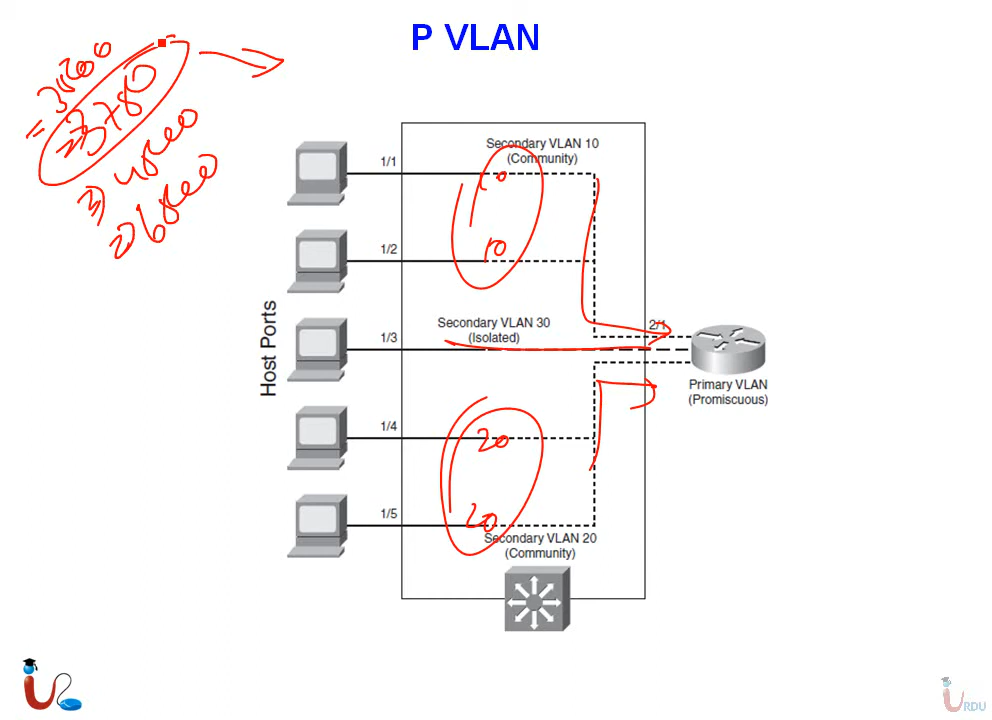 P VLAN
Secondary VLAN 10
(Community)
1/1
10
1/2
10
Secondary VLAN 30
(Isolated)
1/3
2/1
Primary VLAN
(Promiscuous)
Host Ports
1/4
20
1/5
20
Secondary VLAN 20
(Community)
URDU